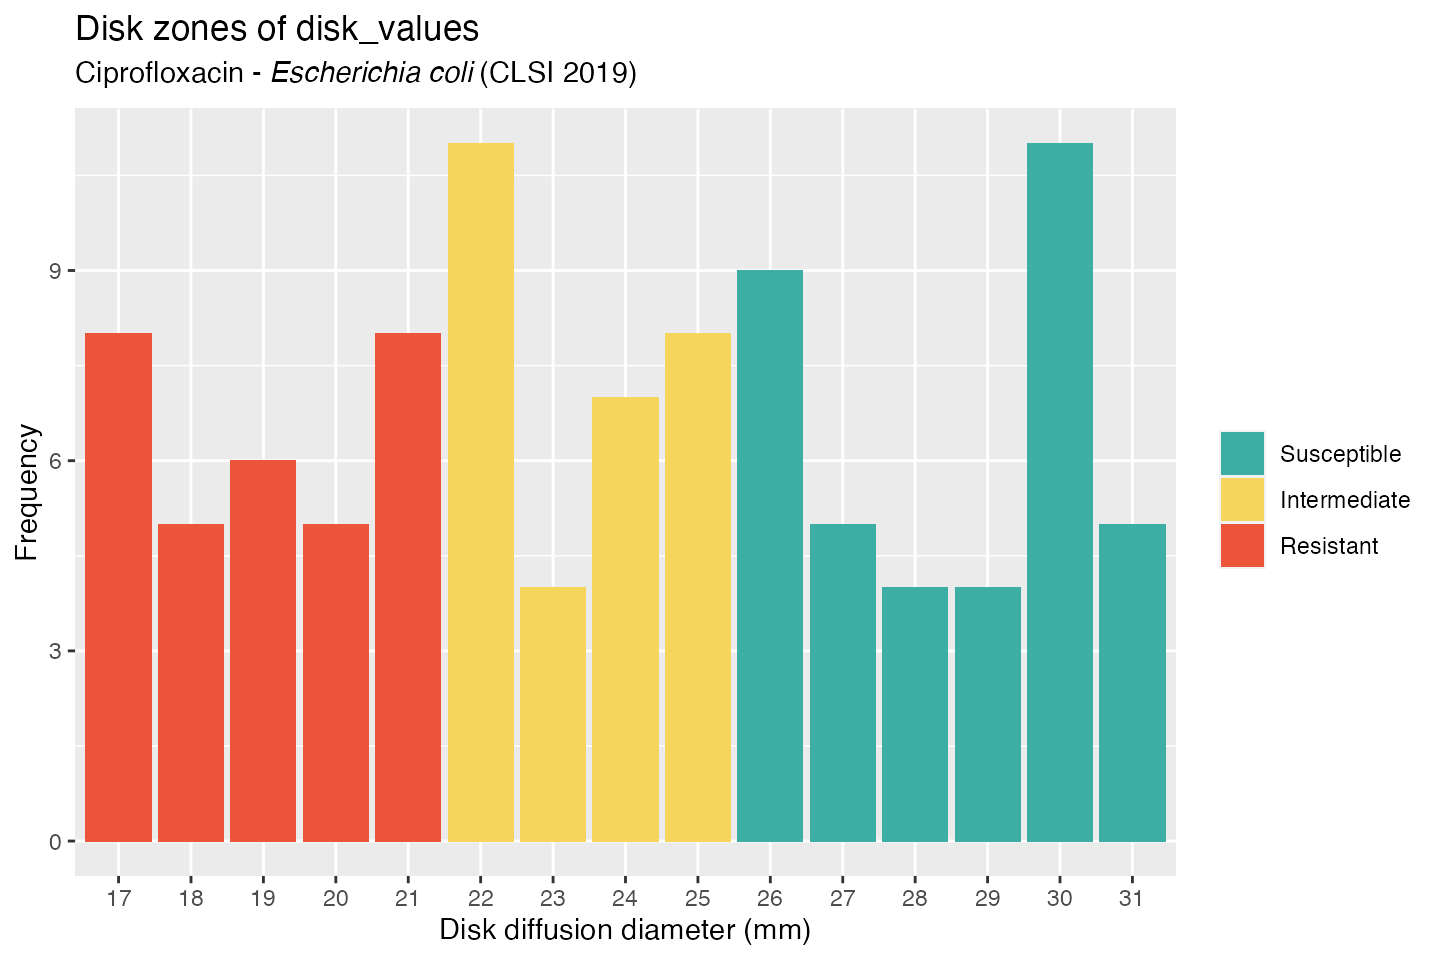 Disk zones of disk_values
Ciprofloxacin - Escherichia coli (CLSI 2019)
Frequency
9
6
3
0
17 18 19 20 21 22 23 24 25 26 27 28 29 30 31
Disk diffusion diameter (mm)
Susceptible
Intermediate
Resistant